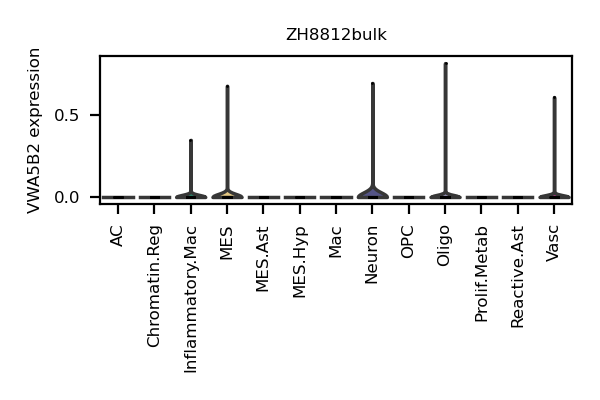 ZH8812bulk
VWA5B2 expression
0.5
0.0
AC
Chromatin.Reg
Inflammatory.Mac
MES
MES.Ast
MES.Hyp
Mac
Neuron
OPC
Oligo
Prolif.Metab
Reactive.Ast
Vasc